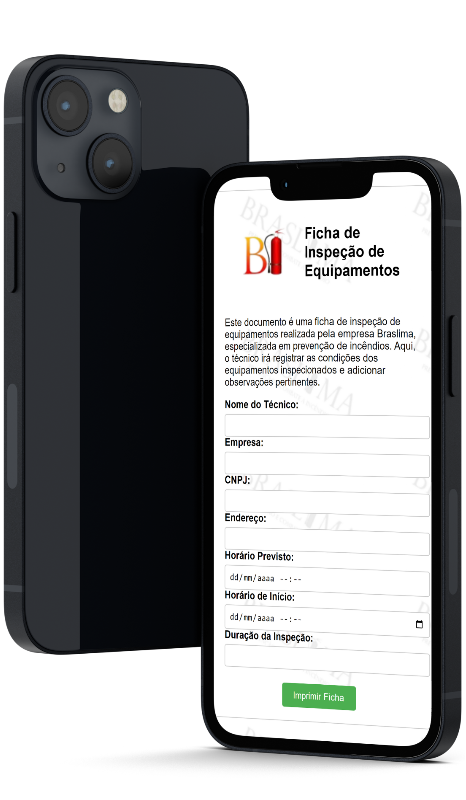 BRASLIMA
B
Ficha de
Inspeção de
Equipamentos
Este documento é uma ficha de inspeção de
equipamentos realizada pela empresa Braslima,
especializada em prevenção de incêndios. Aqui,
o técnico irá registrar as condições dos
equipamentos inspecionados e adicionar
observações pertinentes.
Nome do Técnico:
Empresa:
CNPJ:
Endereço:
Horário Previsto:
dd/mm/aaaa --:--
Horário de Início:
dd/mm/aaaa --:--
Duração da Inspeção:
Imprimir Ficha